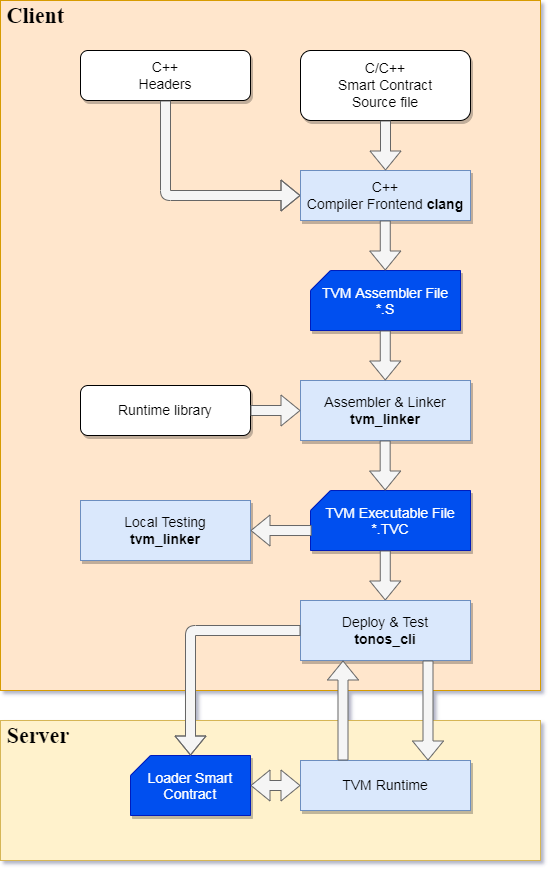 Client
C++
Headers
C/C++
Smart Contract
Source file
C++
Compiler Frontend clang
TVM Assembler File
*.S
Runtime library
Assembler & Linker
tvm_linker
Local Testing
tvm_linker
TVM Executable File
*.TVC
Deploy & Test
tonos_cli
Server
Loader Smart
Contract
TVM Runtime